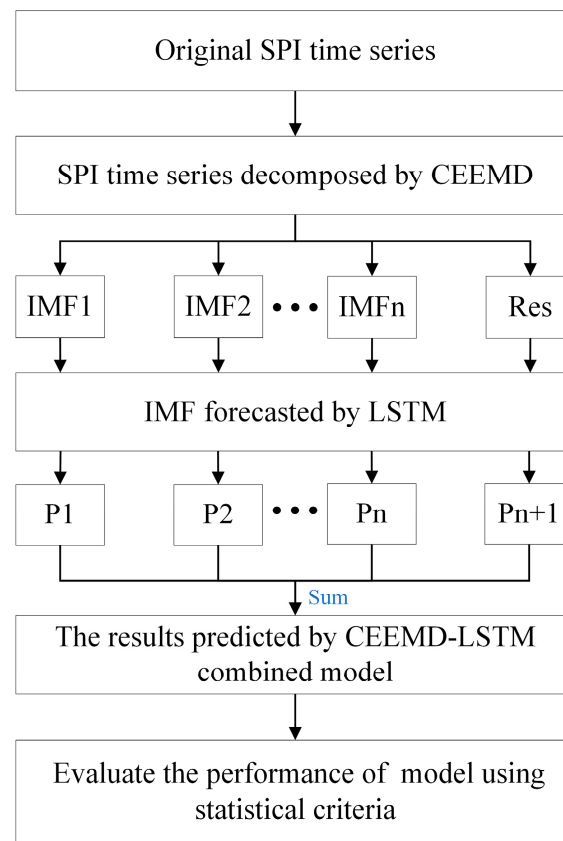 Original SPI time series
SPI time series decomposed by CEEMD
IMF1 IMF2 ••• IMFn Res
IMF forecasted by LSTM
P1 P2 ••• Pn Pn+1
Sum
The results predicted by CEEMD-LSTM
combined model
Evaluate the performance of model using
statistical criteria